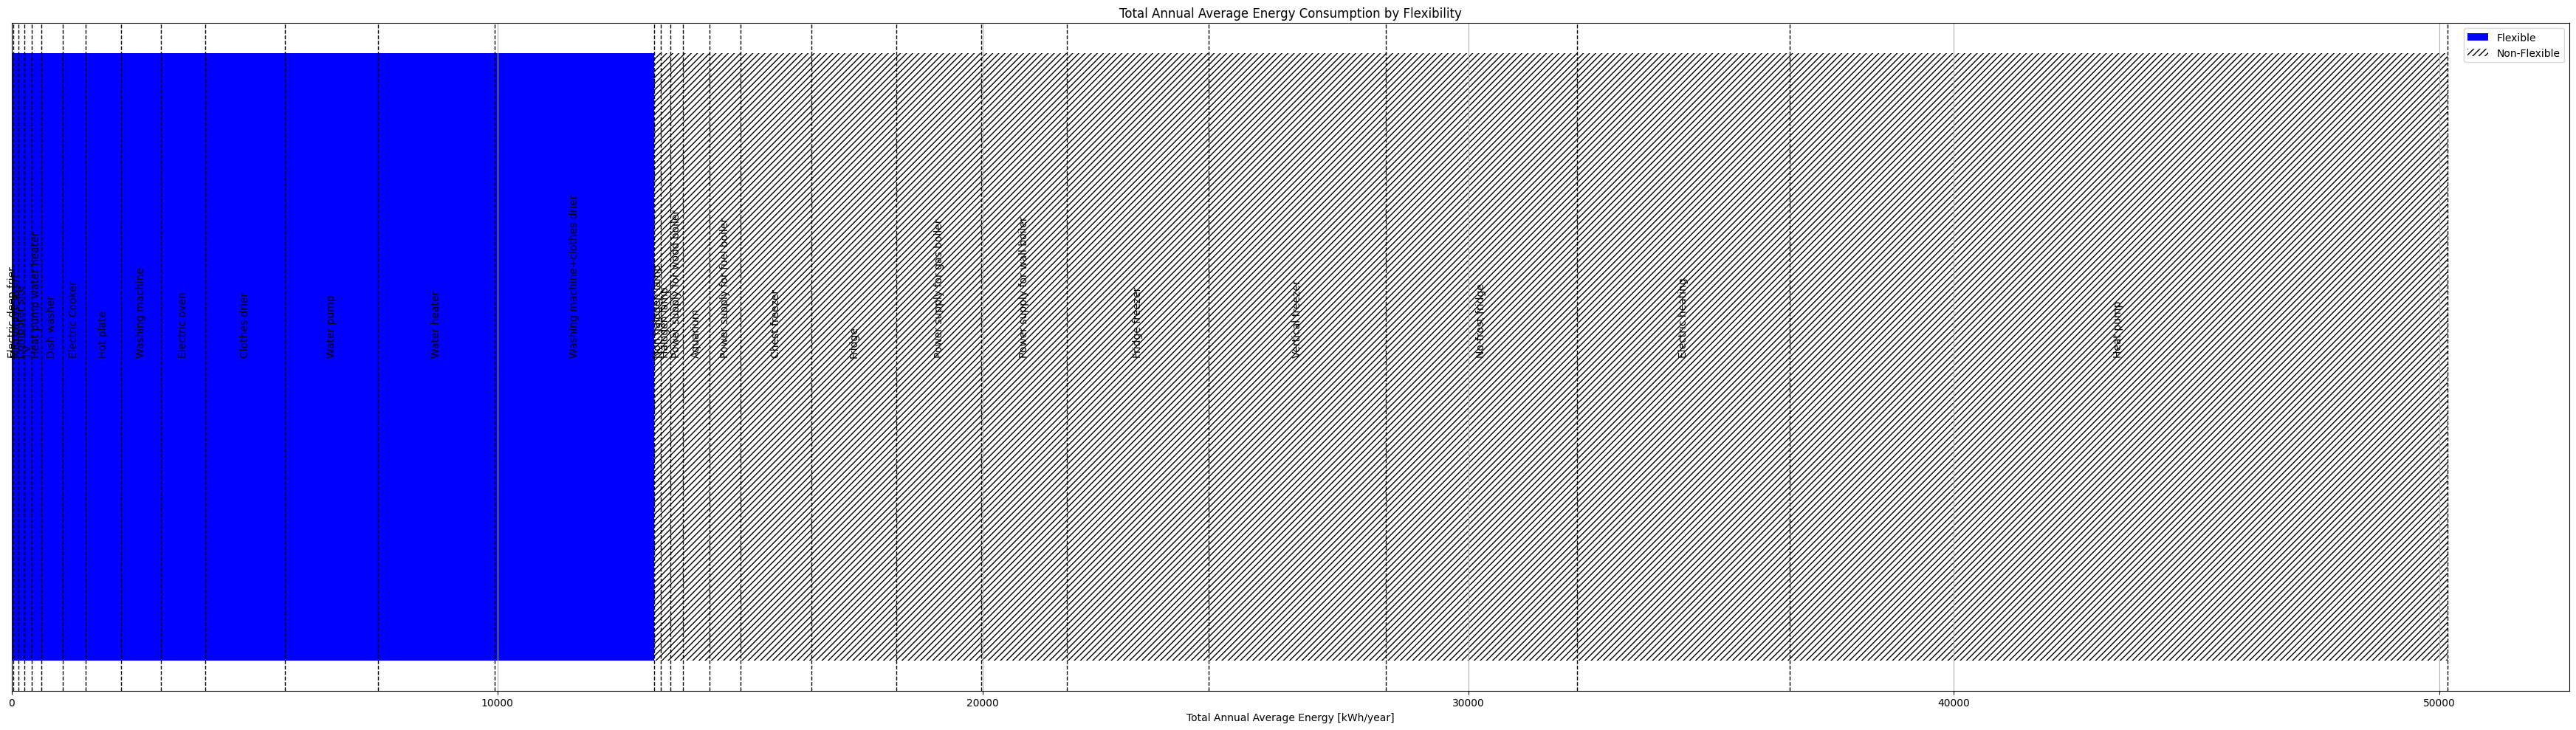 Total Annual Average Energy Consumption by Flexibility
Flexible
Non-Flexible
Electric deep frier
Heat pump water heater
Dish washer
Electric Cooker
Hot plate
Washing machine
Electric oven
Clothes drier
Water pump
Water heater
Washing machine / clothes drier
Halogen lamp
Power supply for wood boiler
Aquarium
Power supply for fuel boiler
Chest freezer
Fridge
Power supply for gas boiler
Power supply for wall boiler
Fridge freezer
Vertical freezer
No-frost fridge
Electric heating
Heat pump
0
10000
20000
30000
40000
50000
Total Annual Average Energy [kWh/year]